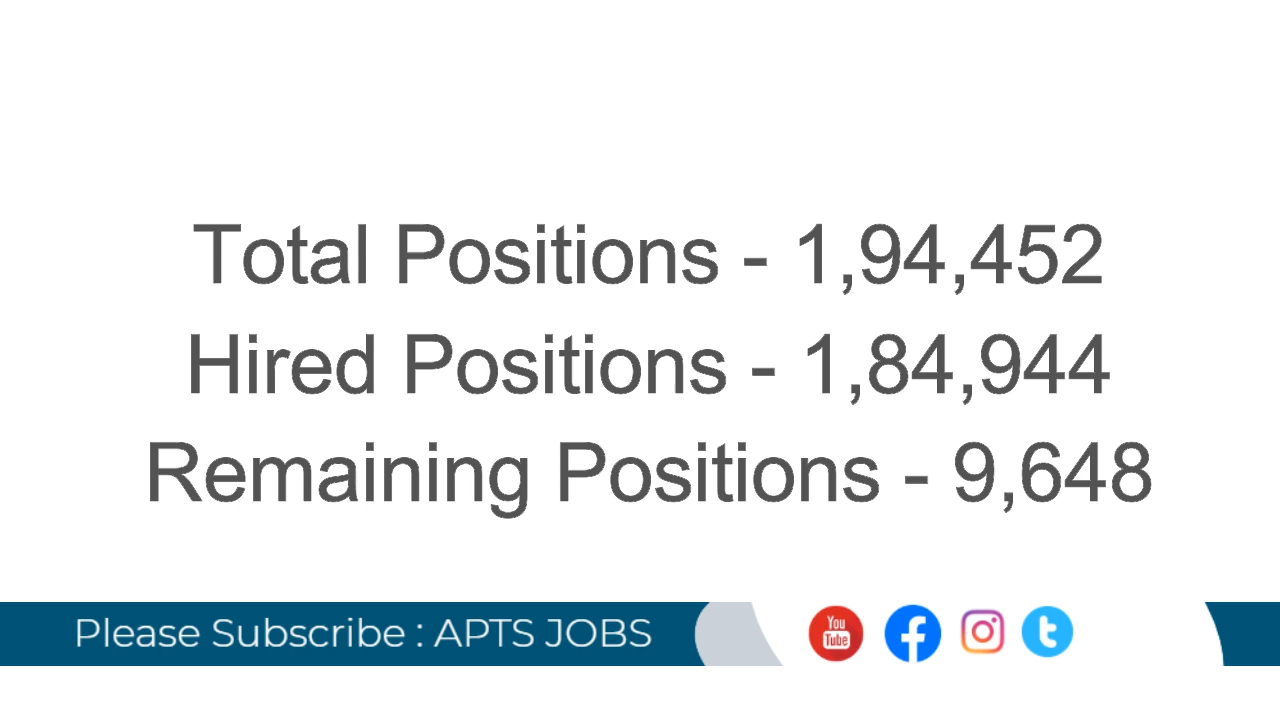 Total Positions - 1,94,452
Hired Positions - 1,84,944
Remaining Positions - 9,648
Please Subscribe : APTS JOBS
You
Tube